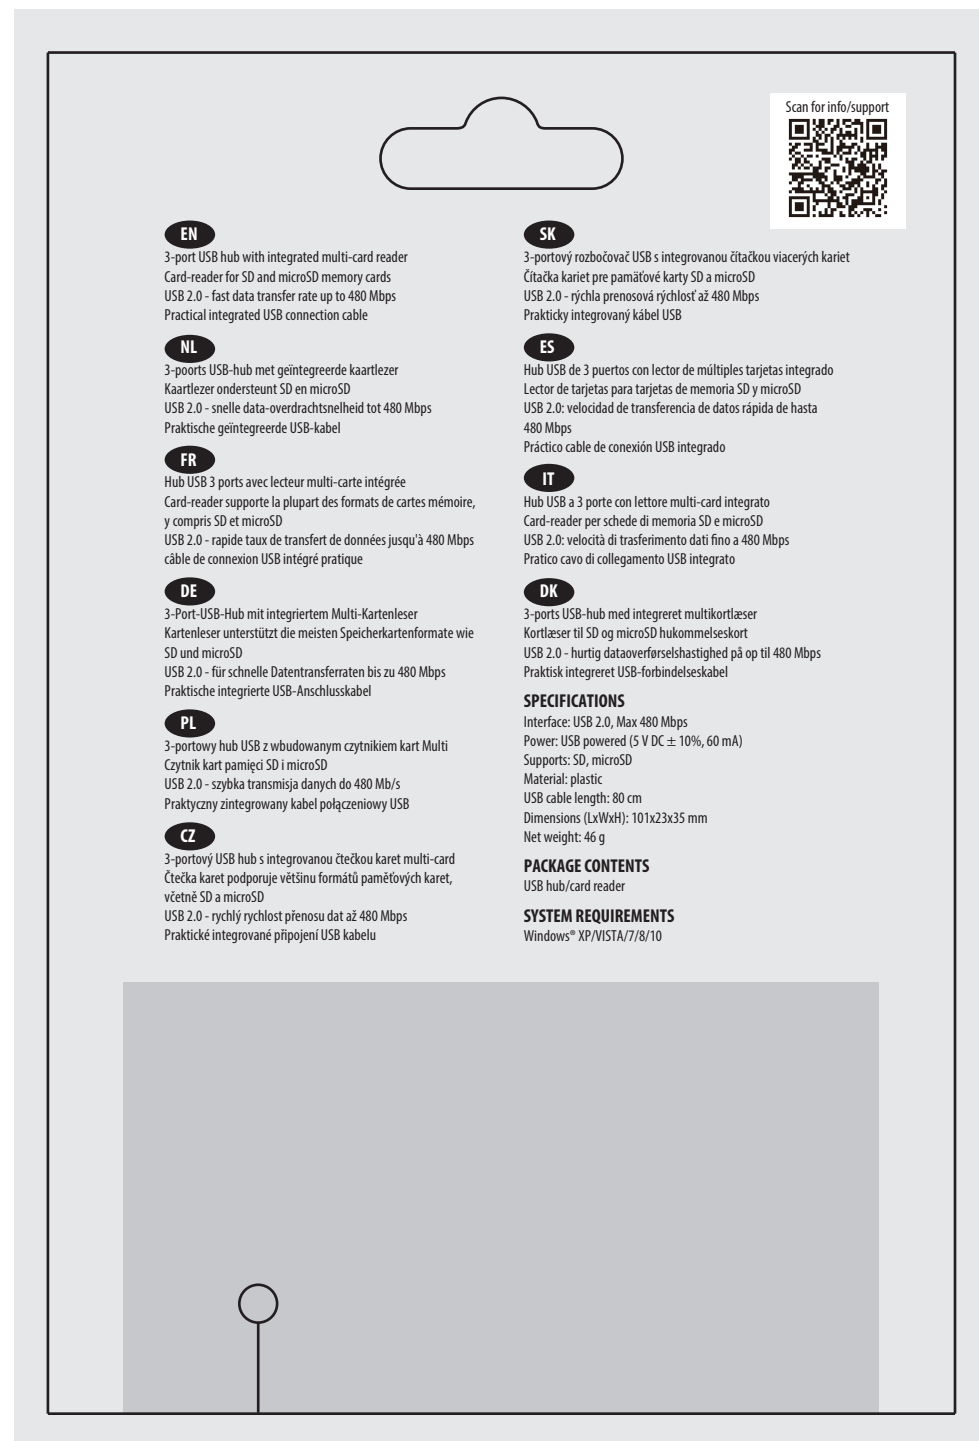 Scan for info/support
EN
3-port USB hub with integrated multi-card reader
Card-reader for SD and microSD memory cards
USB 2.0 - fast data transfer rate up to 480 Mbps
Practical integrated USB connection cable
NL
3-poorts USB-hub met geïntegreerde kaartlezer
Kaartlezer ondersteunt SD en microSD
USB 2.0 - snelle data-overdrachtsnelheid tot 480 Mbps
Praktische geïntegreerde USB-kabel
FR
Hub USB 3 ports avec lecteur multi-carte intégrée
Card-reader supporte la plupart des formats de cartes mémoire,
y compris SD et microSD
USB 2.0 - rapide taux de transfert de données jusqu'à 480 Mbps
câble de connexion USB intégré pratique
DE
3-Port-USB-Hub mit integriertem Multi-Kartenleser
Kartenleser unterstützt die meisten Speicherkartenformate wie
SD und microSD
USB 2.0 - für schnelle Datentransferraten bis zu 480 Mbps
Praktische integrierte USB-Anschlusskabel
PL
3-portowy hub USB z wbudowanym czytnikiem kart Multi
Czytnik kart pamięci SD i microSD
USB 2.0 - szybka transmisja danych do 480 Mb/s
Praktyczny zintegrowany kabel połączeniowy USB
CZ
3-portový USB hub s integrovanou čtečkou karet multi-card
Čtečka karet podporuje většinu formátů paměťových karet,
včetně SD a microSD
USB 2.0 - rychlý rychlost přenosu dat až 480 Mbps
Praktické integrované připojení USB kabelu
SK
3-portový rozbočovač USB s integrovanou čítačkou viacerých kariet
Čítačka kariet pre pamäťové karty SD a microSD
USB 2.0 - rýchla prenosová rýchlosť až 480 Mbps
Prakticky integrovaný kábel USB
ES
Hub USB de 3 puertos con lector de múltiples tarjetas integrado
Lector de tarjetas para tarjetas de memoria SD y microSD
USB 2.0: velocidad de transferencia de datos rápida de hasta
480 Mbps
Práctico cable de conexión USB integrado
IT
Hub USB a 3 porte con lettore multi-card integrato
Card-reader per schede di memoria SD e microSD
USB 2.0: velocità di trasferimento dati fino a 480 Mbps
Pratico cavo di collegamento USB integrato
DK
3-ports USB-hub med integreret multikortlæser
Kortlæser til SD og microSD hukommelseskort
USB 2.0 - hurtig dataoverførselshastighed på op til 480 Mbps
Praktisk integreret USB-forbindelseskabel
SPECIFICATIONS
Interface: USB 2.0, Max 480 Mbps
Power: USB powered (5 V DC ± 10%, 60 mA)
Supports: SD, microSD
Material: plastic
USB cable length: 80 cm
Dimensions (LxWxH): 101x23x35 mm
Net weight: 46 g
PACKAGE CONTENTS
USB hub/card reader
SYSTEM REQUIREMENTS
Windows® XP/VISTA/7/8/10